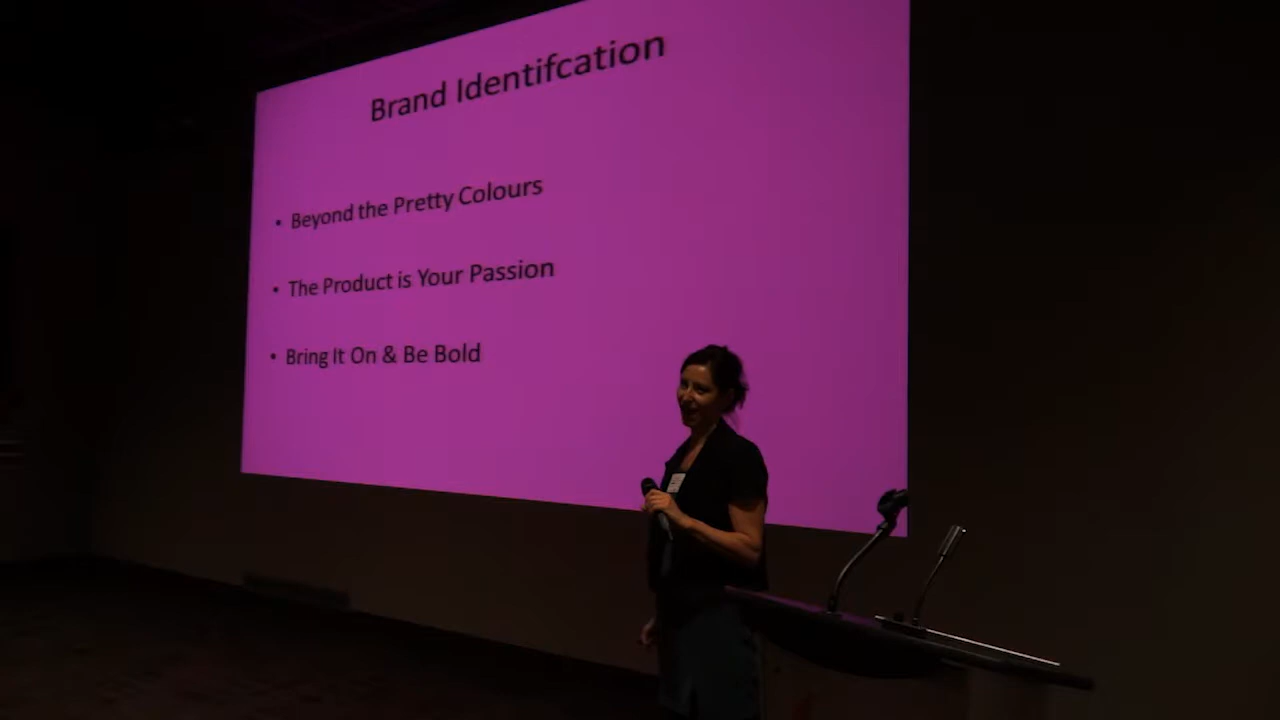 Brand Identifcation
• Beyond the Pretty Colours
• The Product is Your Passion
• Bring It On & Be Bold